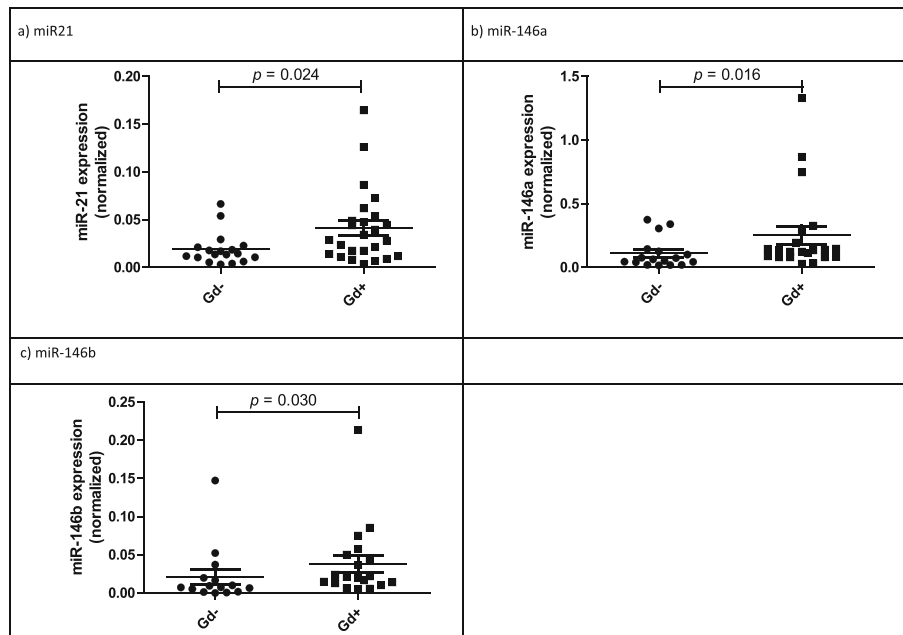 a) miR21
b) miR-146a
p = 0.024
0.20
0.15
0.10
0.05
0.00
miR-21 expression
(normalized)
Gd-
Gd+
p = 0.016
1.5
1.0
0.5
0.0
miR-146a expression
(normalized)
Gd-
Gd+
c) miR-146b
p = 0.030
0.25
0.20
0.15
0.10
0.05
0.00
miR-146b expression
(normalized)
Gd-
Gd+